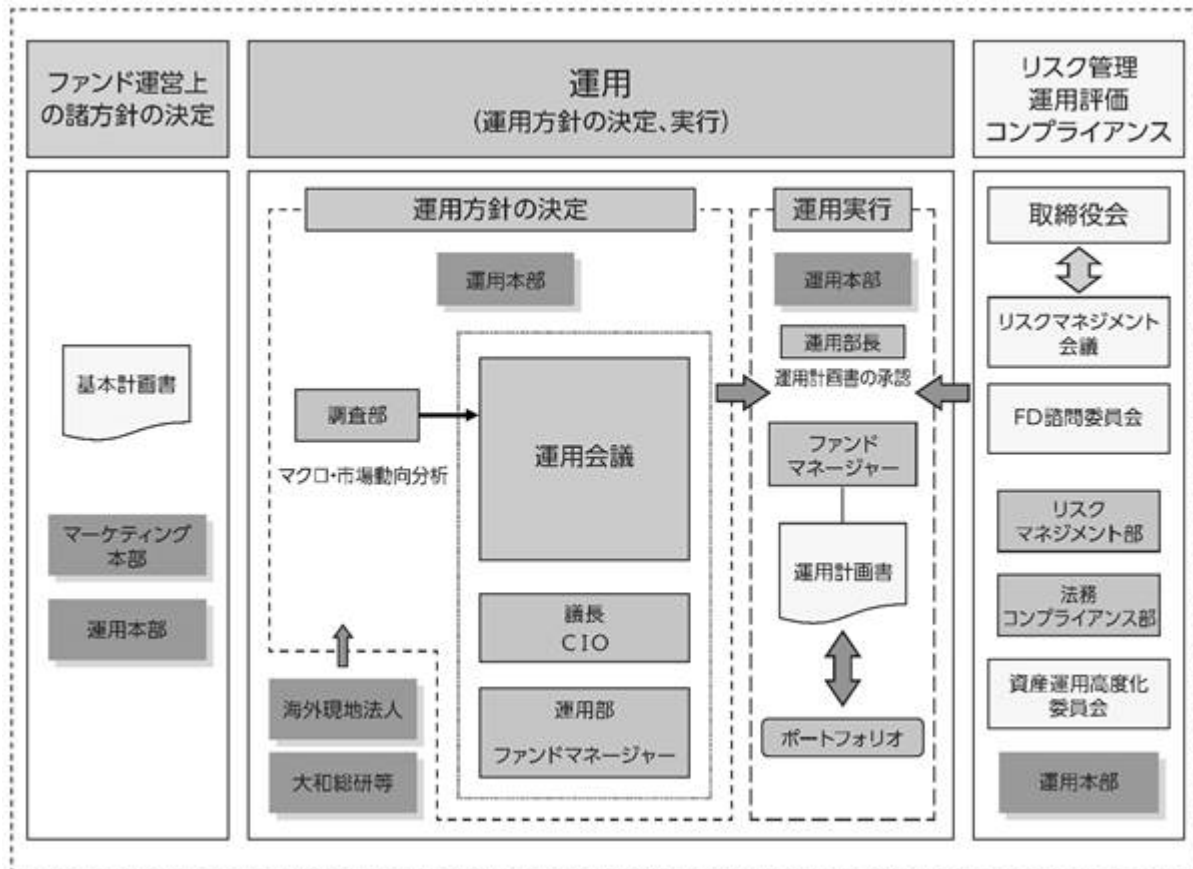 ファンド運営上
の諸方針の決定
運用
(運用方針の決定、実行)
リスク管理
運用評価
コンプライアンス
基本計画書
マーケティング
本部
運用本部
運用方針の決定
運用本部
調査部
マクロ・市場動向分析
運用会議
議長
CIO
運用部
ファンドマネージャー
海外現地法人
大和総研等
運用実行
運用本部
運用部長
運用計画書の承認
ファンド
マネージャー
運用計画書
ポートフォリオ
取締役会
リスクマネジメント
会議
FD諮問委員会
リスク
マネジメント部
法務
コンプライアンス部
資産運用高度化
委員会
運用本部